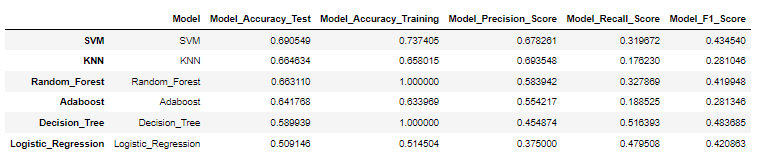 Model Model_Accuracy_Test Model_Accuracy_Training Model_Precision_Score Model_Recall_Score Model_F1_Score
SVM SVM 0.690549 0.737405 0.678261 0.319672 0.434540
KNN KNN 0.664634 0.658015 0.693548 0.176230 0.281046
Random_Forest Random_Forest 0.663110 1.000000 0.583942 0.327869 0.419948
Adaboost Adaboost 0.641768 0.633969 0.554217 0.188525 0.281346
Decision_Tree Decision_Tree 0.589939 1.000000 0.454874 0.516393 0.483685
Logistic_Regression Logistic_Regression 0.509146 0.514504 0.375000 0.479508 0.420863